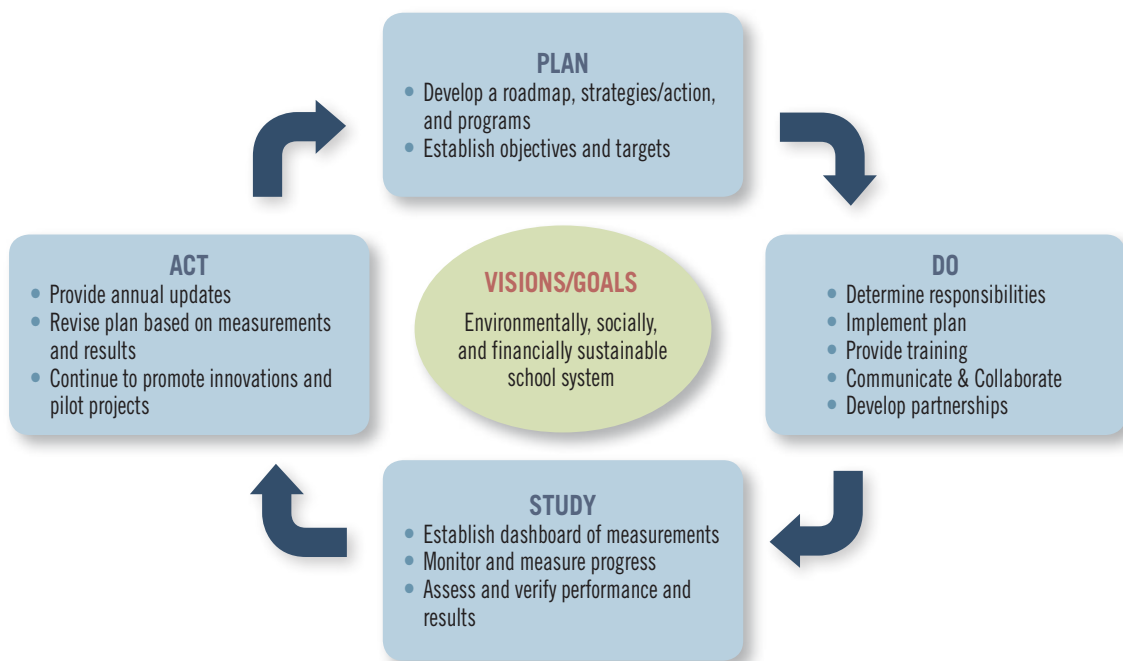 PLAN
• Develop a roadmap, strategies/action,
and programs
• Establish objectives and targets
DO
• Determine responsibilities
• Implement plan
• Provide training
• Communicate & Collaborate
• Develop partnerships
STUDY
• Establish dashboard of measurements
• Monitor and measure progress
• Assess and verify performance and
results
ACT
• Provide annual updates
• Revise plan based on measurements
and results
• Continue to promote innovations and
pilot projects
VISIONS/GOALS
Environmentally, socially,
and financially sustainable
school system